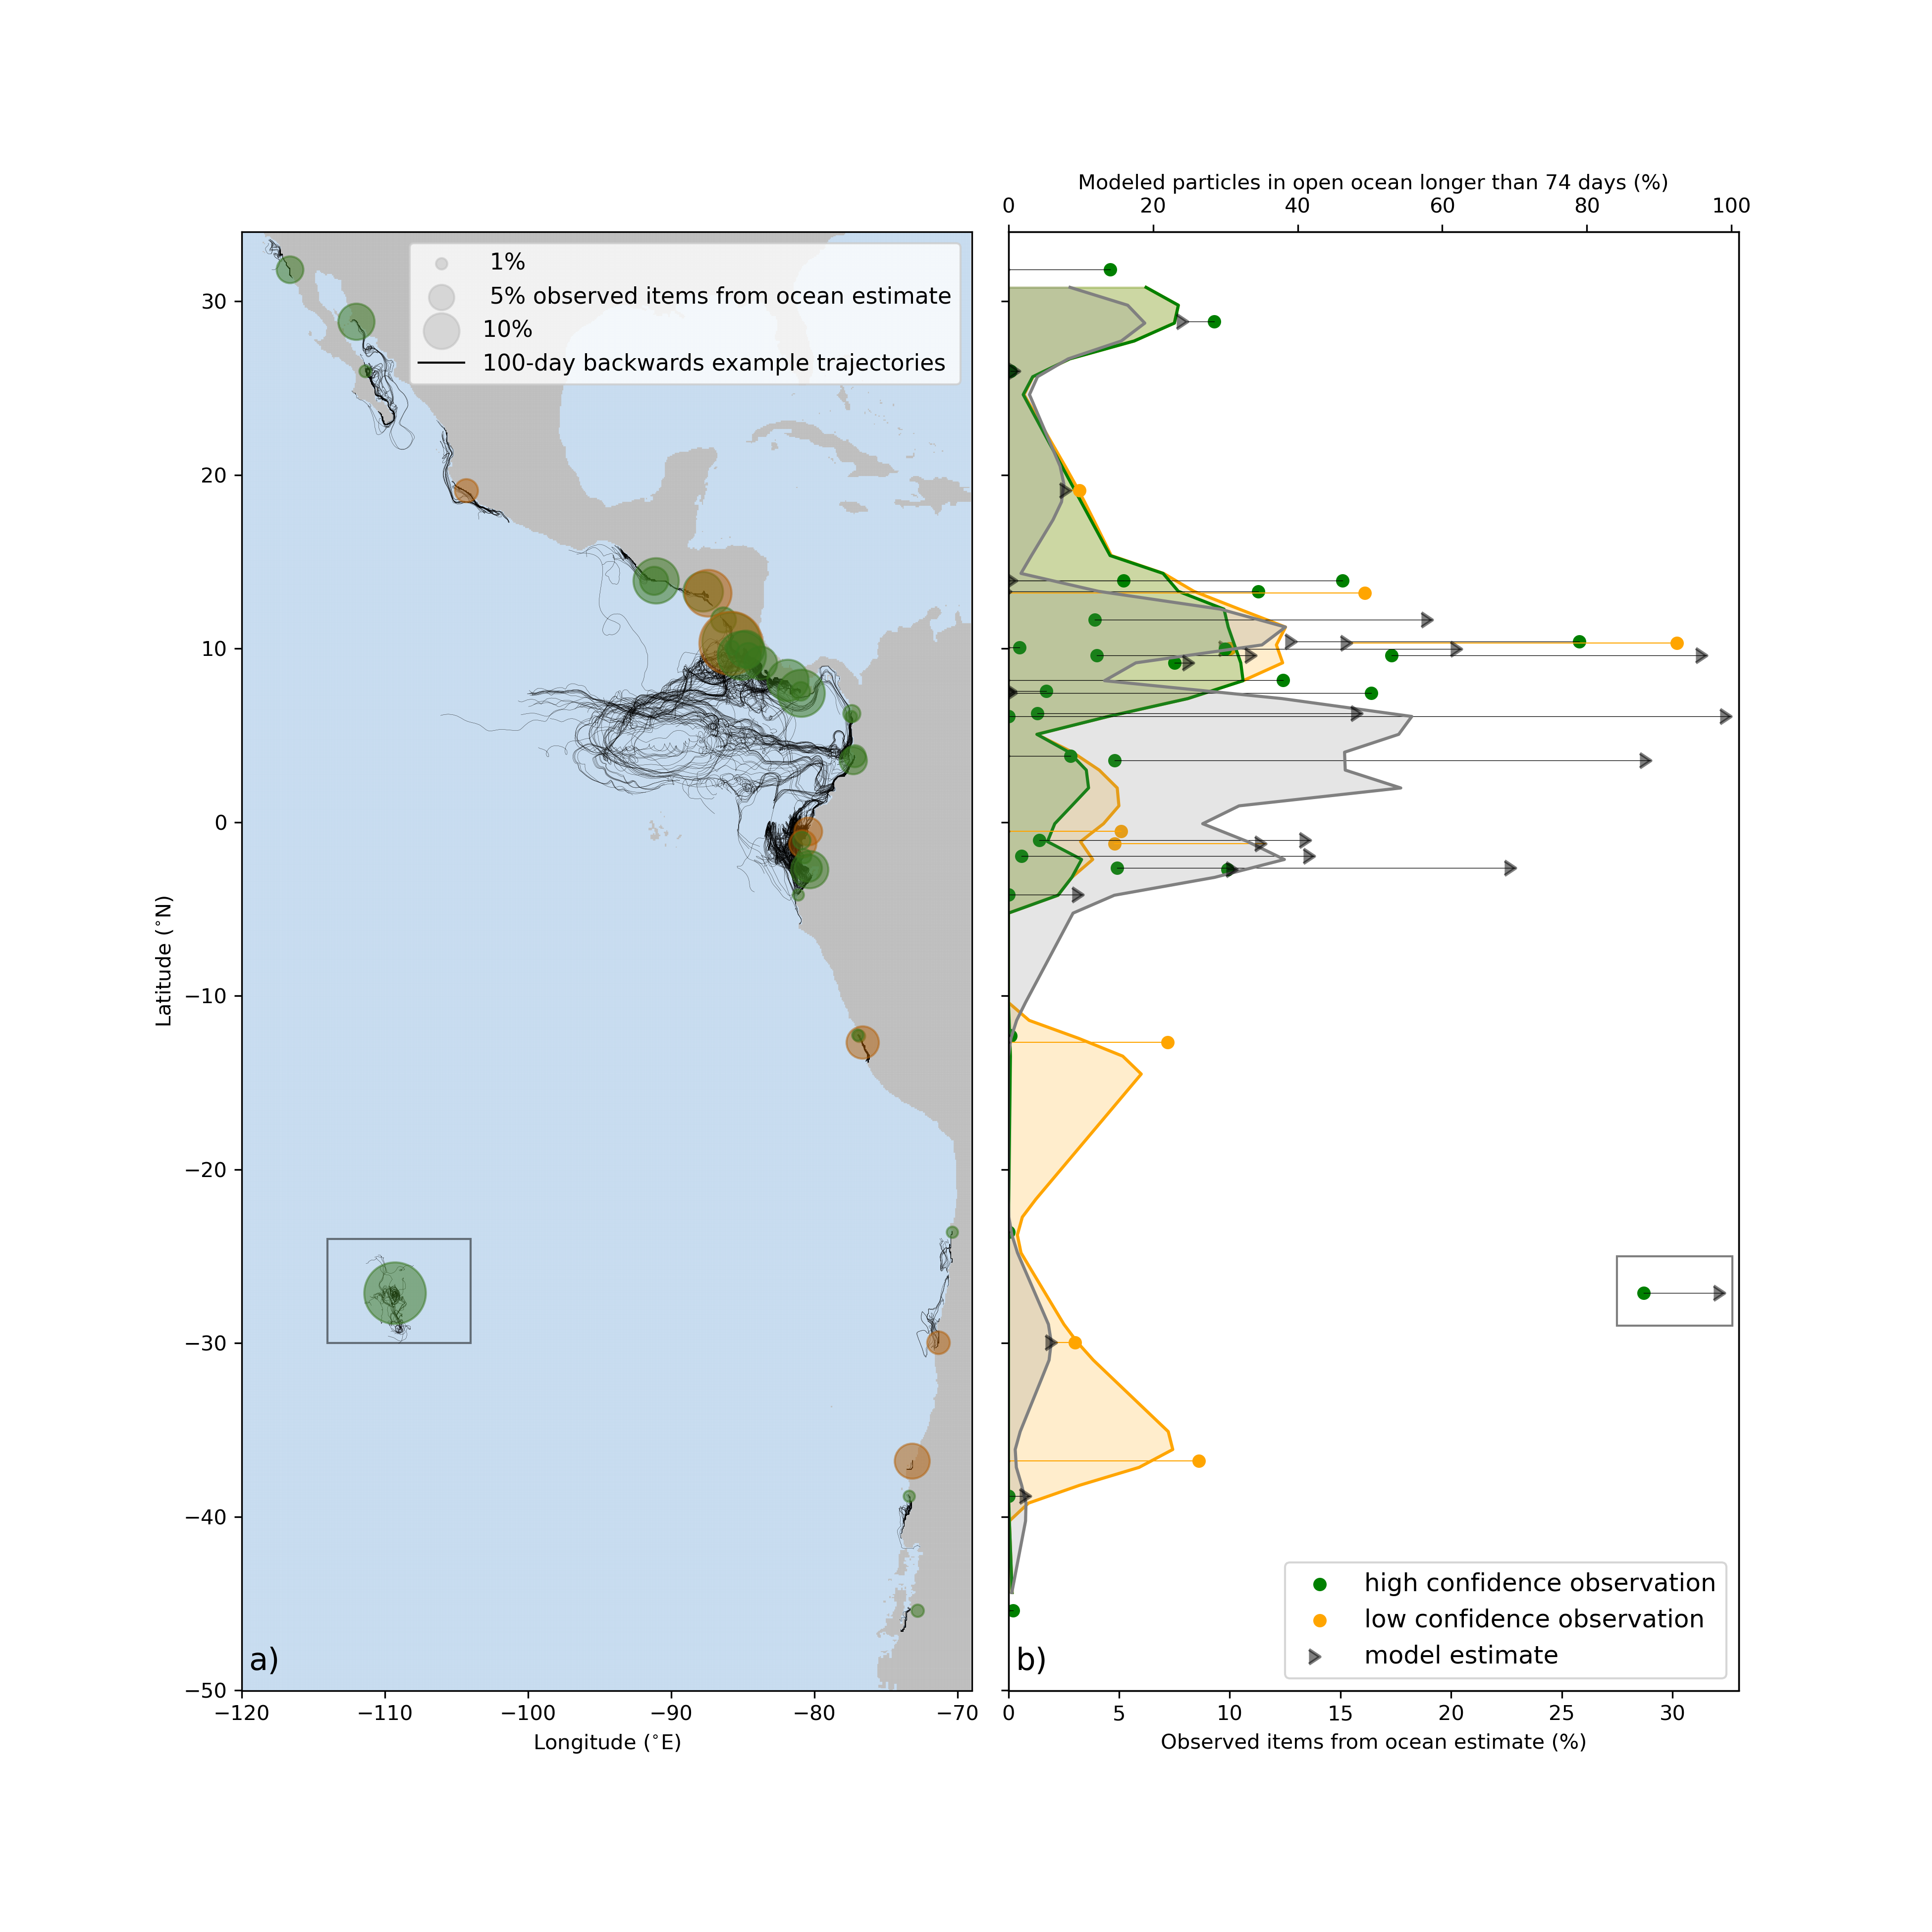 Modeled particles in open ocean longer than 74 days (%)
0 20 40 60 80 100
1%
5% observed items from ocean estimate
10%
100-day backwards example trajectories
30
20
10
0
−10
−20
−30
−40
−50
Latitude (°N)
a)
−120 −110 −100 −90 −80 −70
Longitude (°E)
high confidence observation
low confidence observation
model estimate
b)
0 5 10 15 20 25 30
Observed items from ocean estimate (%)